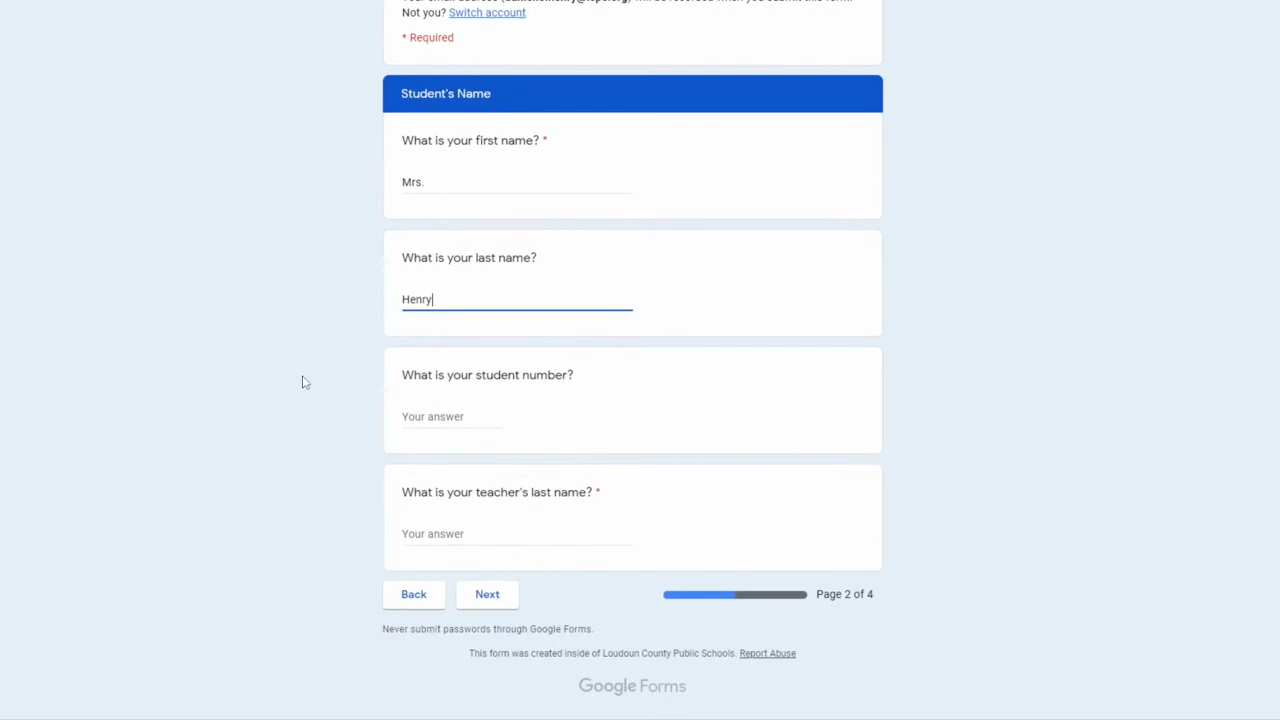 Not you? Switch account
* Required
Student's Name
What is your first name? *
Mrs.
What is your last name?
Henry
What is your student number?
Your answer
What is your teacher's last name? *
Your answer
Back Next Page 2 of 4
Never submit passwords through Google Forms.
This form was created inside of Loudoun County Public Schools. Report Abuse
Google Forms